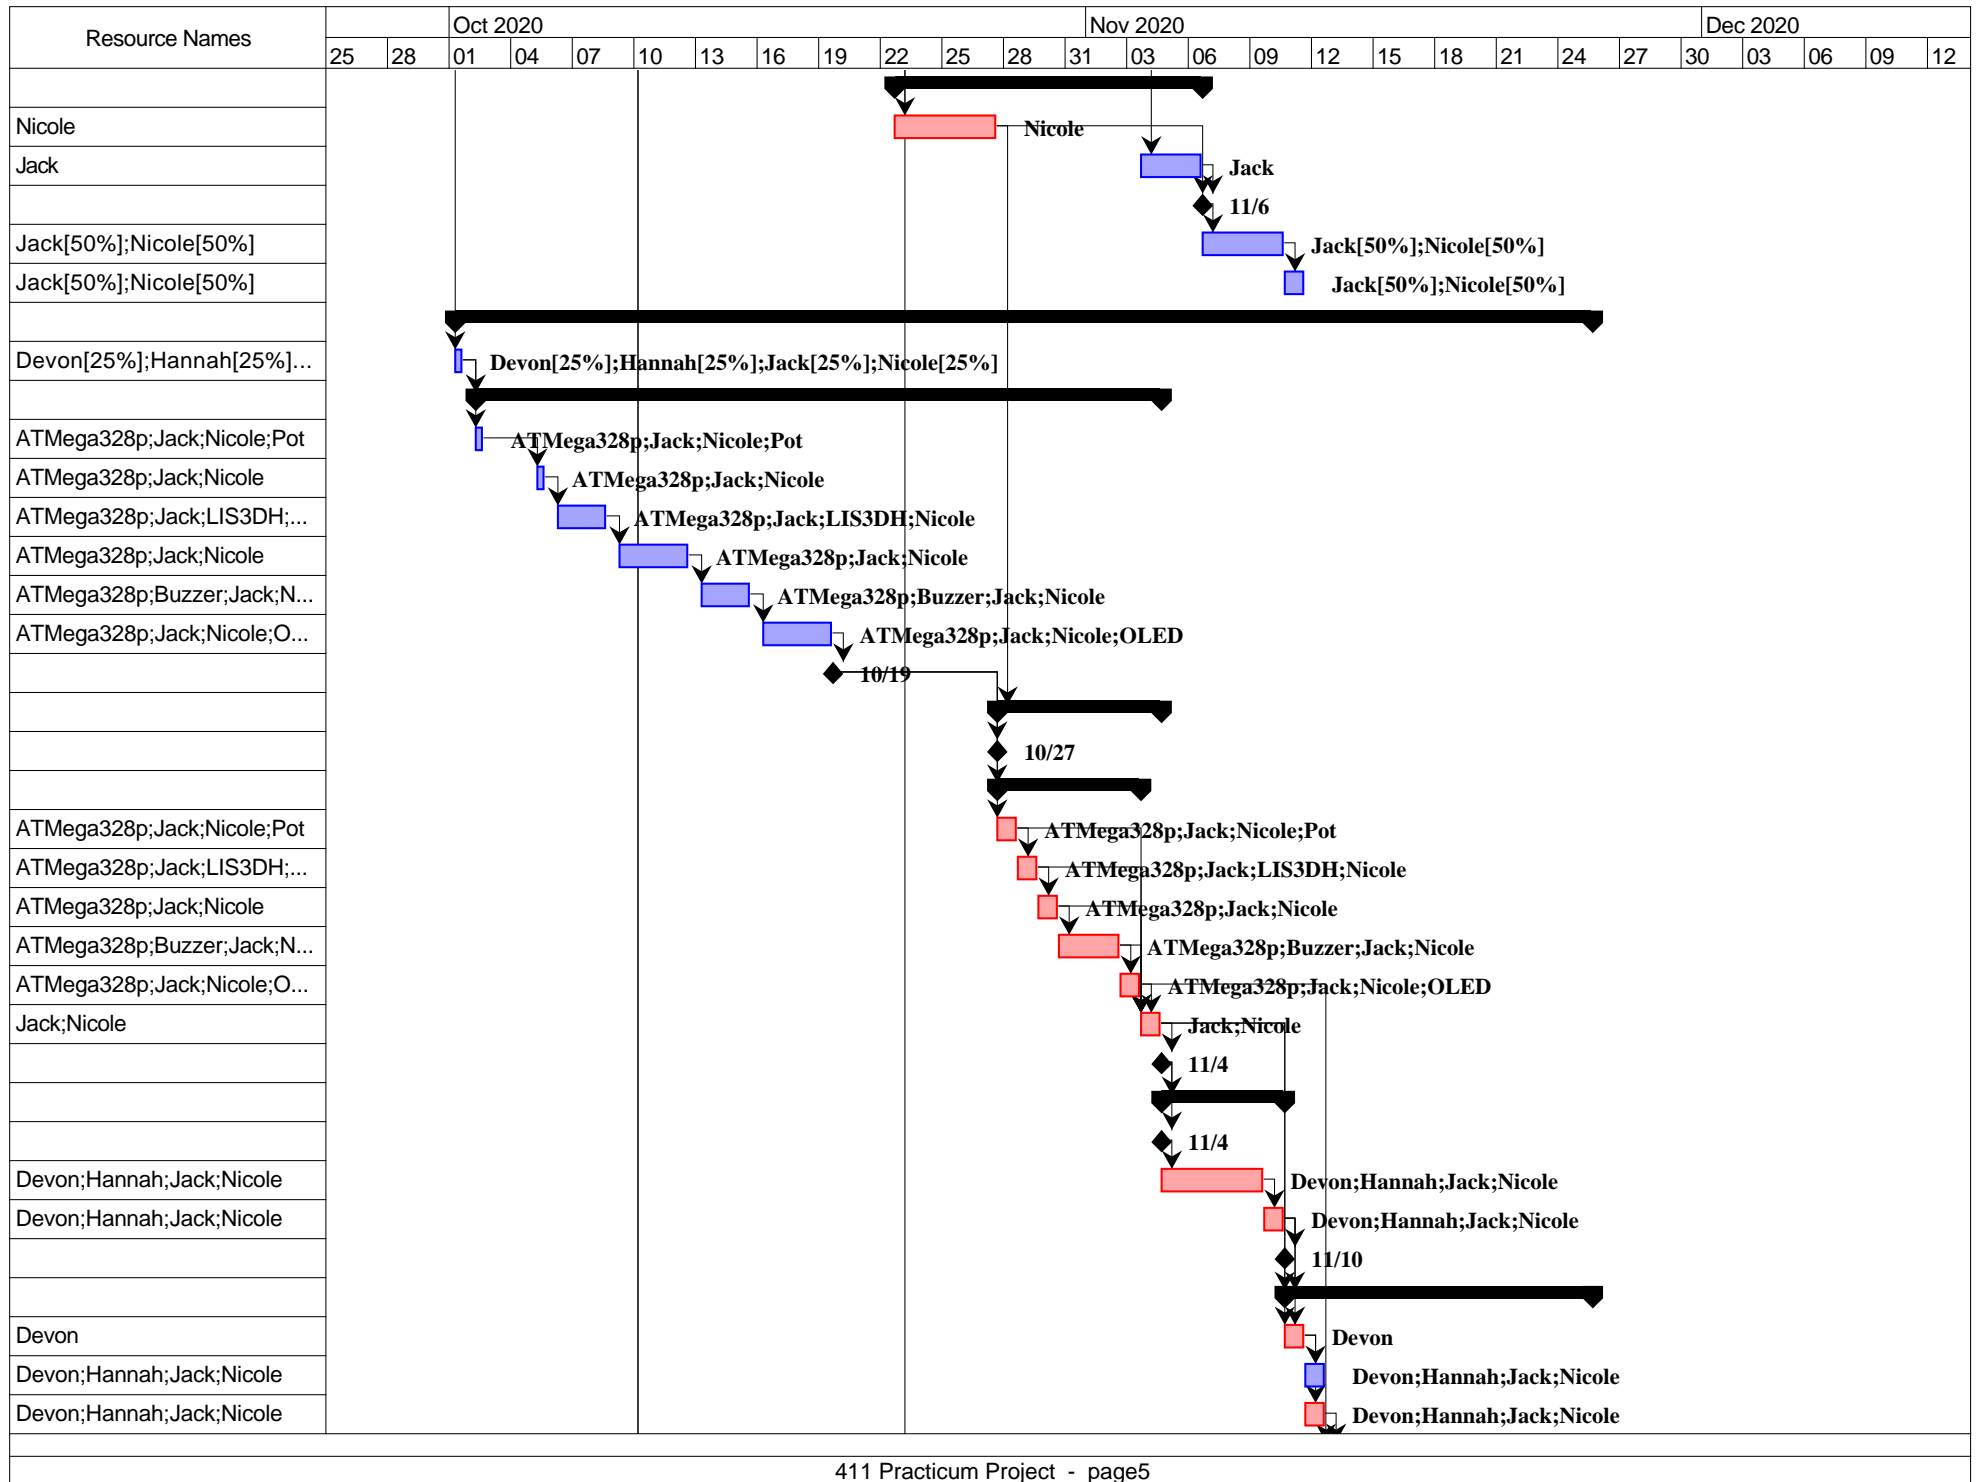 Resource Names
Oct 2020 Nov 2020 Dec 2020
25 28 01 04 07 10 13 16 19 22 25 28 31 03 06 09 12 15 18 21 24 27 30 03 06 09 12
Nicole Nicole
Jack Jack
11/6
Jack[50%];Nicole[50%] Jack[50%];Nicole[50%]
Jack[50%];Nicole[50%] Jack[50%];Nicole[50%]
Devon[25%];Hannah[25%]... Devon[25%];Hannah[25%];Jack[25%];Nicole[25%]
ATMega328p;Jack;Nicole;Pot ATMega328p;Jack;Nicole;Pot
ATMega328p;Jack;Nicole ATMega328p;Jack;Nicole
ATMega328p;Jack;LIS3DH;... ATMega328p;Jack;LIS3DH;Nicole
ATMega328p;Jack;Nicole ATMega328p;Jack;Nicole
ATMega328p;Buzzer;Jack;N... ATMega328p;Buzzer;Jack;Nicole
ATMega328p;Jack;Nicole;O... ATMega328p;Jack;Nicole;OLED
10/19
10/27
ATMega328p;Jack;Nicole;Pot ATMega328p;Jack;Nicole;Pot
ATMega328p;Jack;LIS3DH;... ATMega328p;Jack;LIS3DH;Nicole
ATMega328p;Jack;Nicole ATMega328p;Jack;Nicole
ATMega328p;Buzzer;Jack;N... ATMega328p;Buzzer;Jack;Nicole
ATMega328p;Jack;Nicole;O... ATMega328p;Jack;Nicole;OLED
Jack;Nicole Jack;Nicole
11/4
11/4
Devon;Hannah;Jack;Nicole Devon;Hannah;Jack;Nicole
Devon;Hannah;Jack;Nicole Devon;Hannah;Jack;Nicole
11/10
Devon Devon
Devon;Hannah;Jack;Nicole Devon;Hannah;Jack;Nicole
Devon;Hannah;Jack;Nicole Devon;Hannah;Jack;Nicole
411 Practicum Project - page5